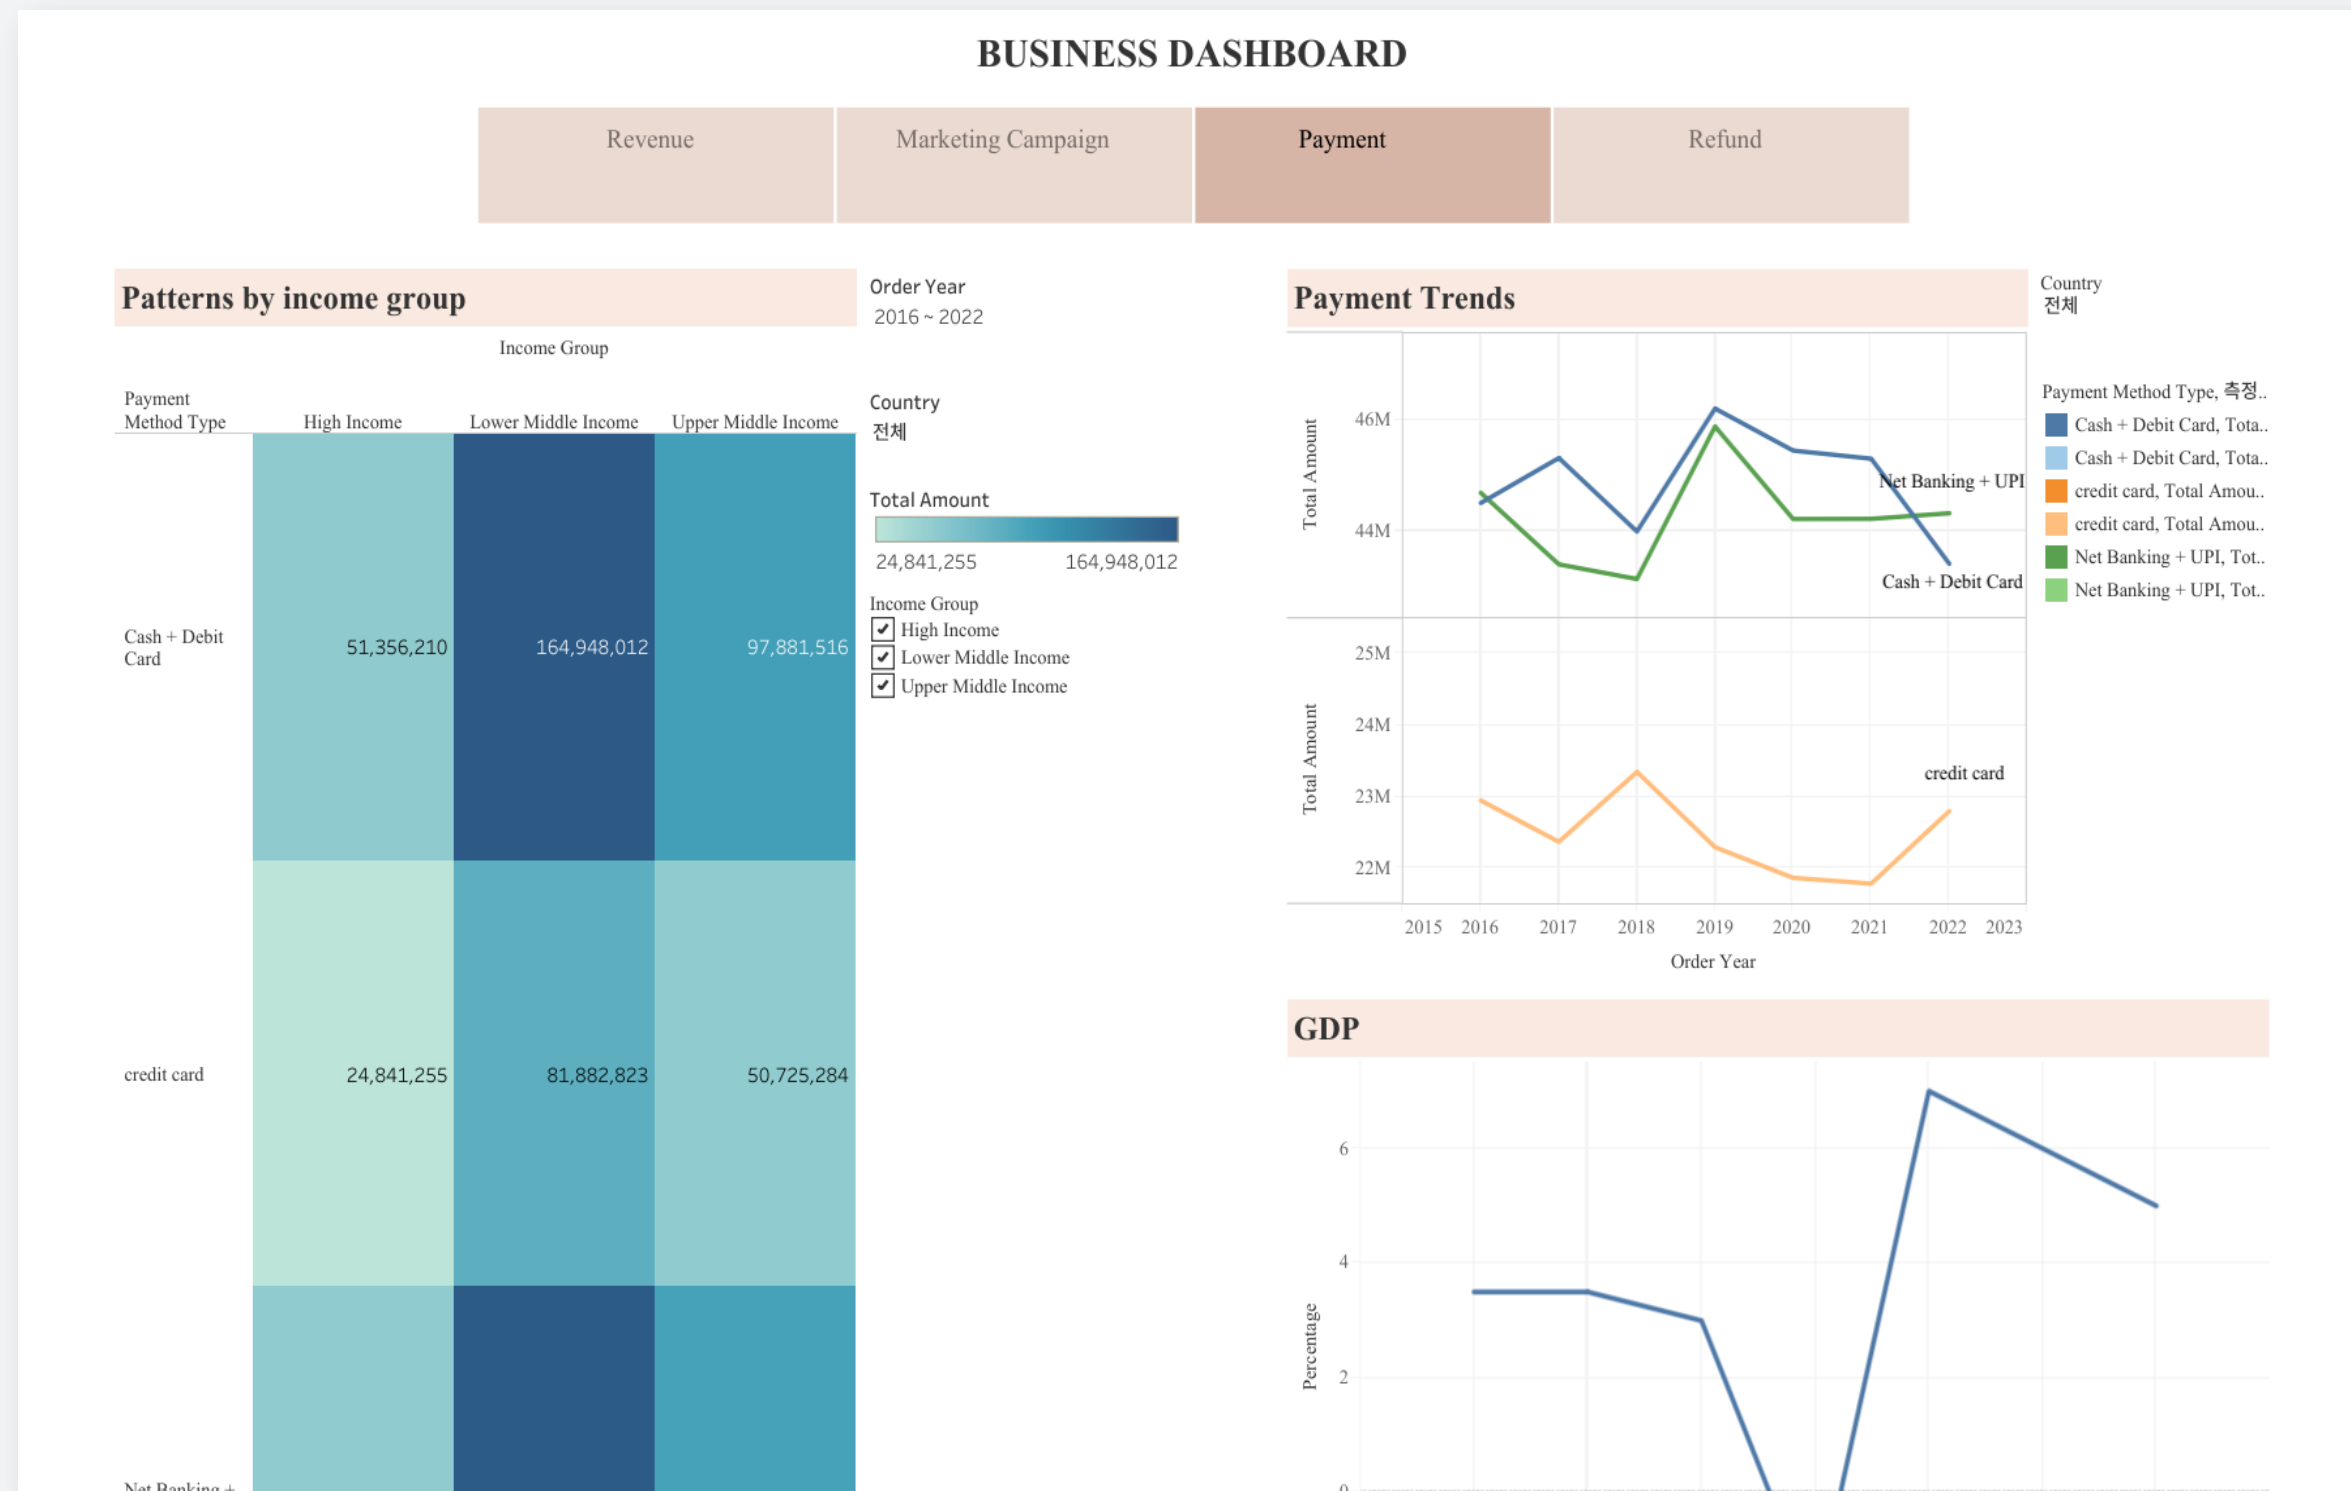 BUSINESS DASHBOARD
Revenue
Marketing Campaign
Payment
Refund
Patterns by income group
Order Year
2016 ~ 2022
Income Group
Payment
Method Type
High Income
Lower Middle Income
Upper Middle Income
Country
전체
Cash + Debit
Card
51,356,210
164,948,012
97,881,516
credit card
24,841,255
81,882,823
50,725,284
Net Banking +
Total Amount
24,841,255
164,948,012
Income Group
High Income
Lower Middle Income
Upper Middle Income
Payment Trends
Country
전체
Total Amount
46M
44M
Net Banking + UPI
Cash + Debit Card
Total Amount
25M
24M
23M
22M
credit card
2015
2016
2017
2018
2019
2020
2021
2022
2023
Order Year
Payment Method Type, 측정..
Cash + Debit Card, Tota..
Cash + Debit Card, Tota..
credit card, Total Amou..
credit card, Total Amou..
Net Banking + UPI, Tot..
Net Banking + UPI, Tot..
GDP
Percentage
6
4
2
0